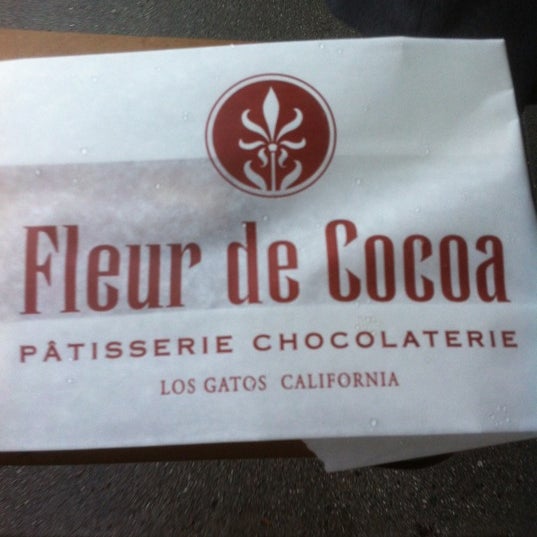 Fleur de Cocoa
PÂTISSERIE CHOCOLATERIE
LOS GATOS CALIFORNIA